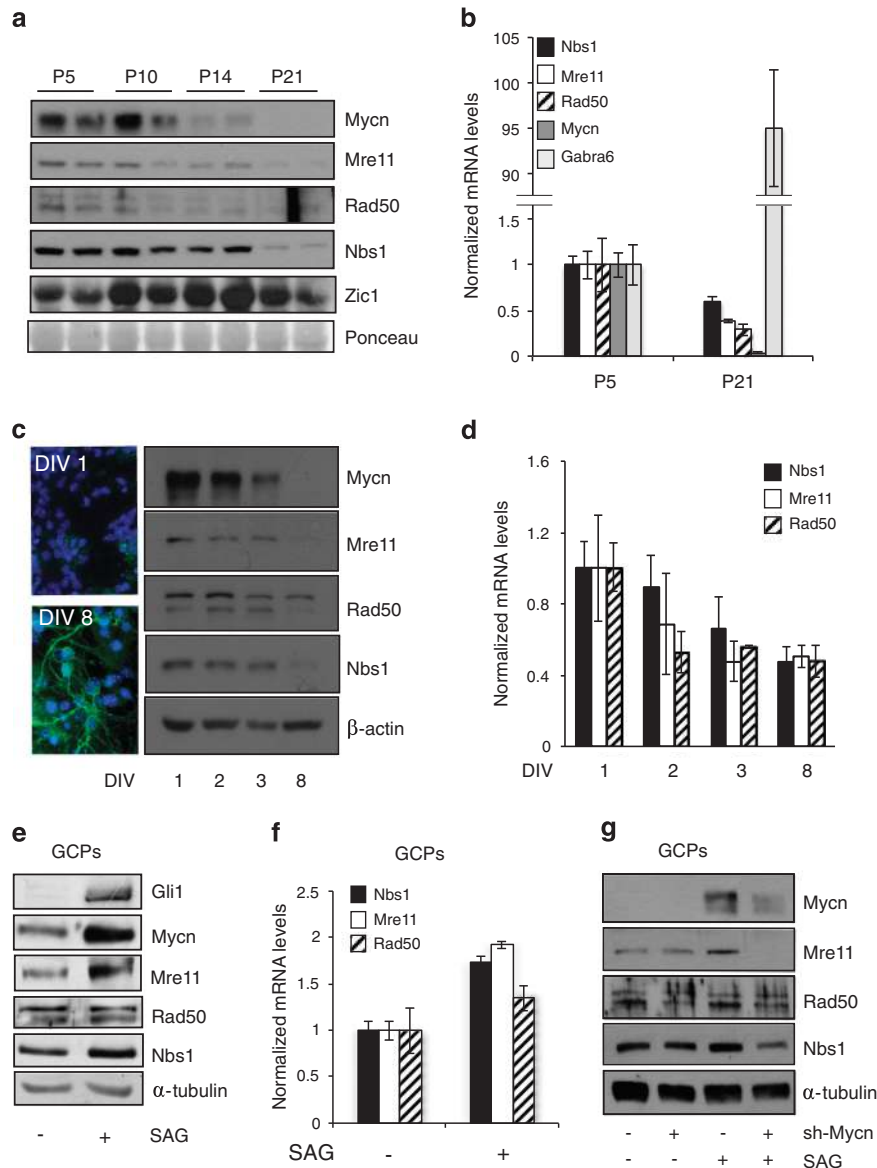 a
P5 P10 P14 P21
Mycn
Mre11
Rad50
Nbs1
Zic1
Ponceau
b
Normalized mRNA levels
105
100
95
90
1.5
1
0.5
0
Nbs1
Mre11
Rad50
Mycn
Gabra6
P5 P21
c
DIV 1
DIV 8
Mycn
Mre11
Rad50
Nbs1
β-actin
DIV 1 2 3 8
d
Normalized mRNA levels
1.6
1.2
0.8
0.4
0
Nbs1
Mre11
Rad50
DIV 1 2 3 8
e
GCPs
Gli1
Mycn
Mre11
Rad50
Nbs1
α-tubulin
- + SAG
f
GCPs
Normalized mRNA levels
2.5
2
1.5
1
0.5
0
Nbs1
Mre11
Rad50
SAG - +
g
GCPs
Mycn
Mre11
Rad50
Nbs1
α-tubulin
- + - + sh-Mycn
- - + + SAG